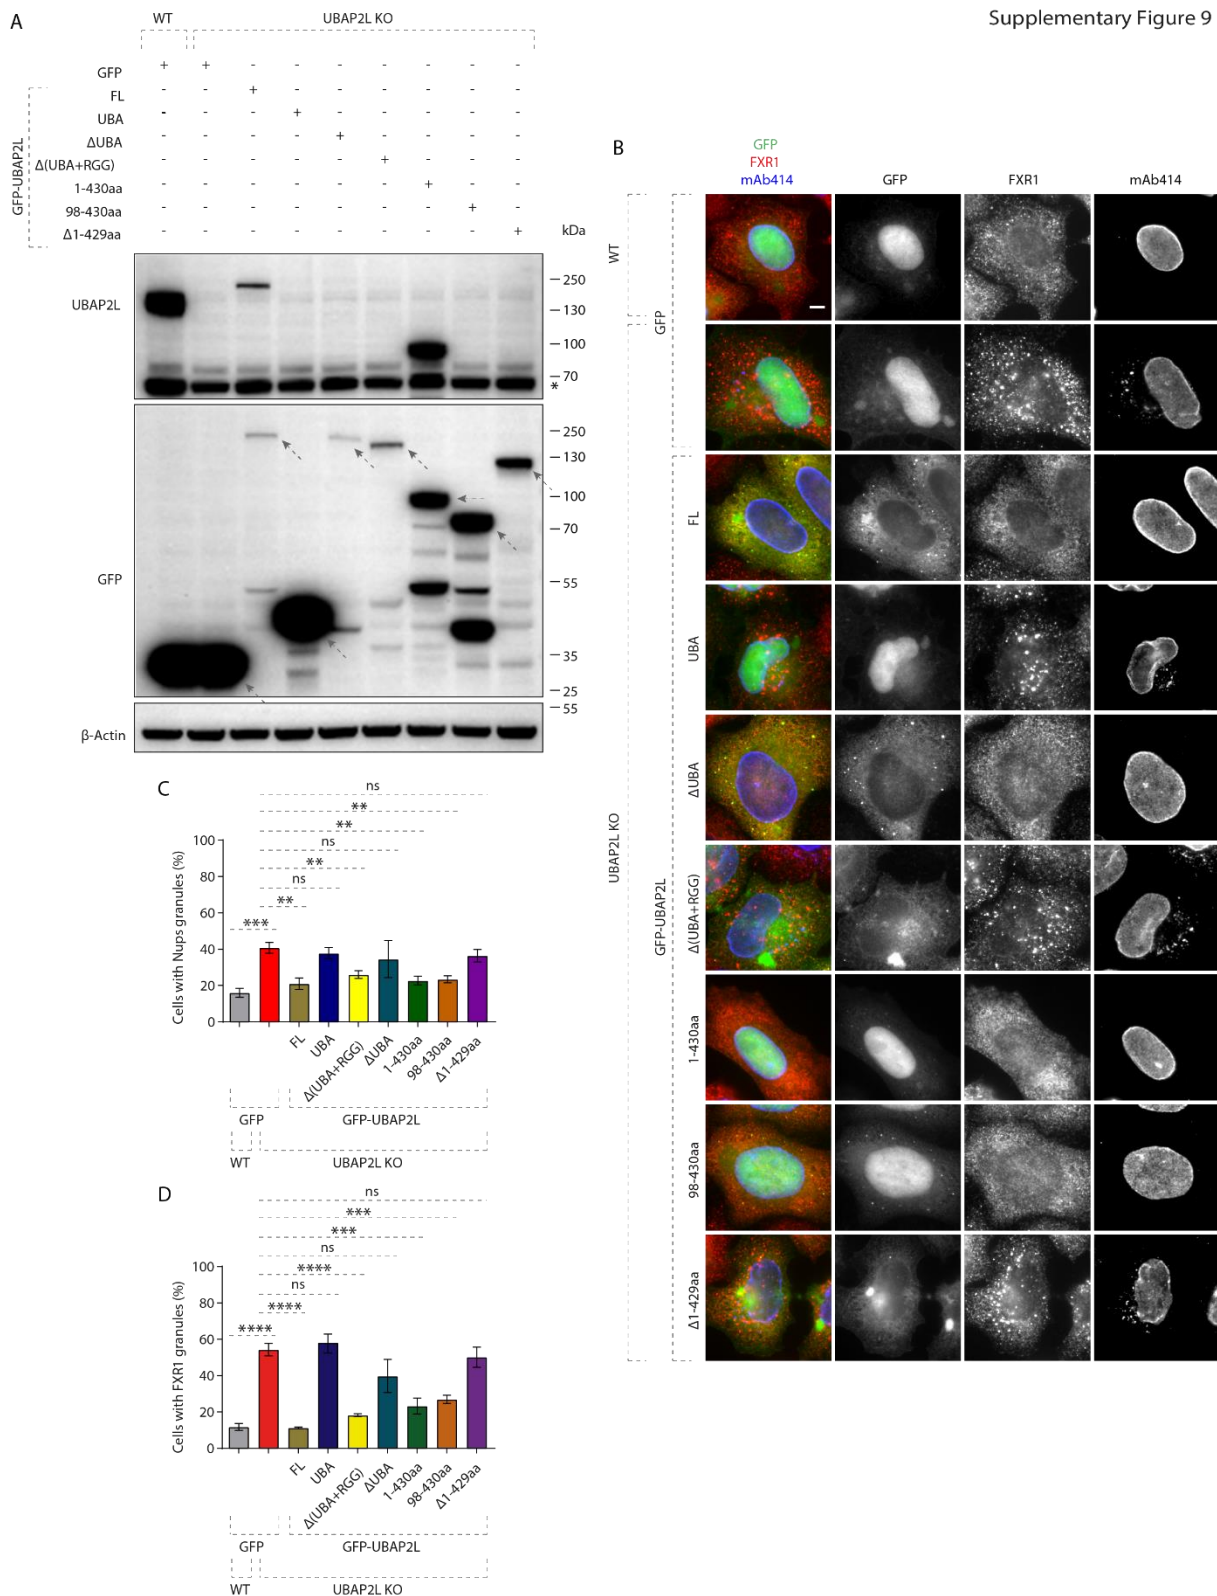 Supplementary Figure 9
A
WT
UBAP2L KO
GFP + + - - - - - - -
FL - - + - - - - - -
UBA - - - + - - - - -
ΔUBA - - - - + - - - -
Δ(UBA+RGG) - - - - - + - - -
1-430aa - - - - - - + - -
98-430aa - - - - - - - + -
Δ1-429aa - - - - - - - - +
GFP-UBAP2L
kDa
UBAP2L
250
130
100
70
*
GFP
250
130
100
70
55
35
25
β-Actin
55
B
GFP
FXR1
mAb414
GFP
FXR1
mAb414
WT
UBAP2L KO
GFP
GFP-UBAP2L
FL
UBA
ΔUBA
Δ(UBA+RGG)
1-430aa
98-430aa
Δ1-429aa
C
ns
**
**
ns
**
ns
**
***
Cells with Nups granules (%)
100
80
60
40
20
0
FL
UBA
Δ(UBA+RGG)
ΔUBA
1-430aa
98-430aa
Δ1-429aa
GFP
GFP-UBAP2L
WT
UBAP2L KO
D
ns
***
***
ns
****
ns
****
****
Cells with FXR1 granules (%)
100
80
60
40
20
0
FL
UBA
Δ(UBA+RGG)
ΔUBA
1-430aa
98-430aa
Δ1-429aa
GFP
GFP-UBAP2L
WT
UBAP2L KO